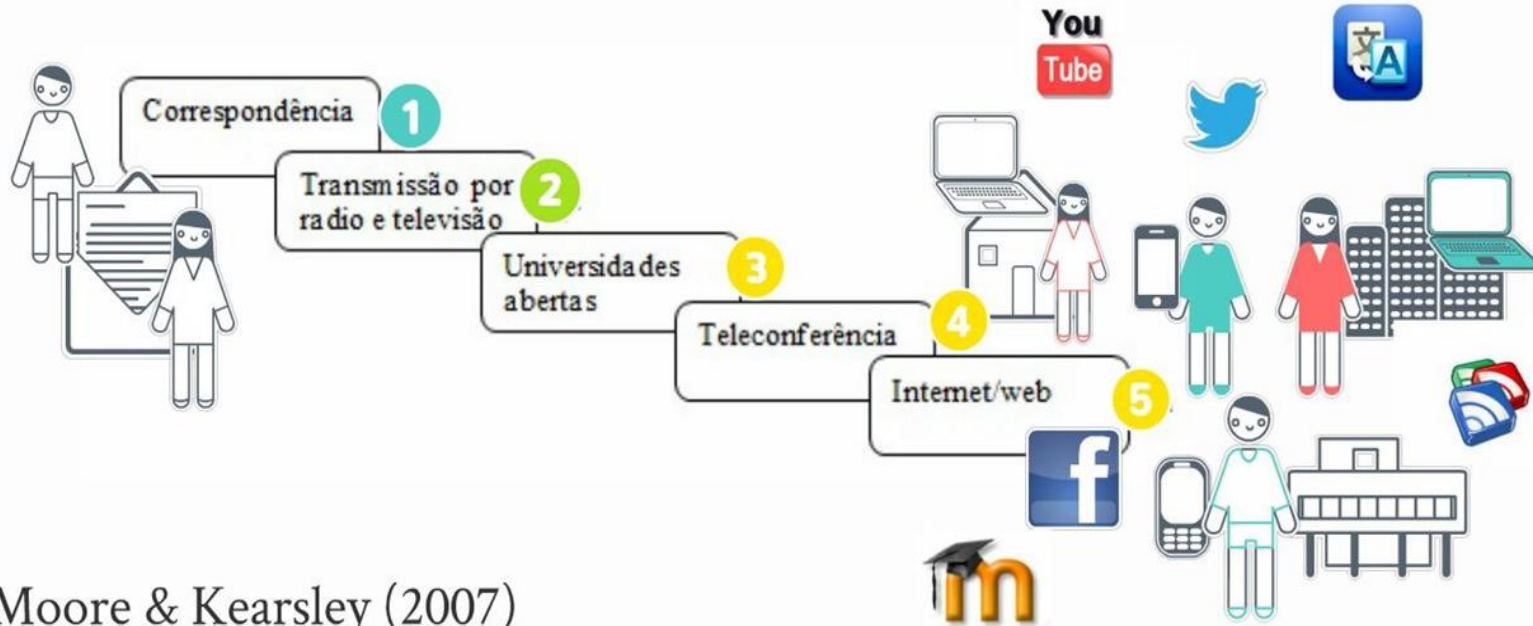 You
Tube
文
A
Correspondência
1
Transmissão por
radio e televisão
2
Universidades
abertas
3
Teleconferência
4
Internet/web
5
f
m
Moore & Kearsley (2007)